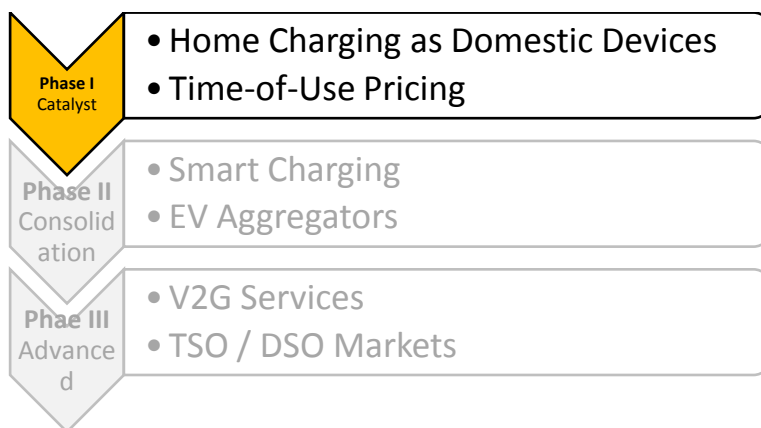 Phase I
Catalyst
• Home Charging as Domestic Devices
• Time-of-Use Pricing
Phase II
Consolid
ation
• Smart Charging
• EV Aggregators
Phae III
Advance
d
• V2G Services
• TSO / DSO Markets